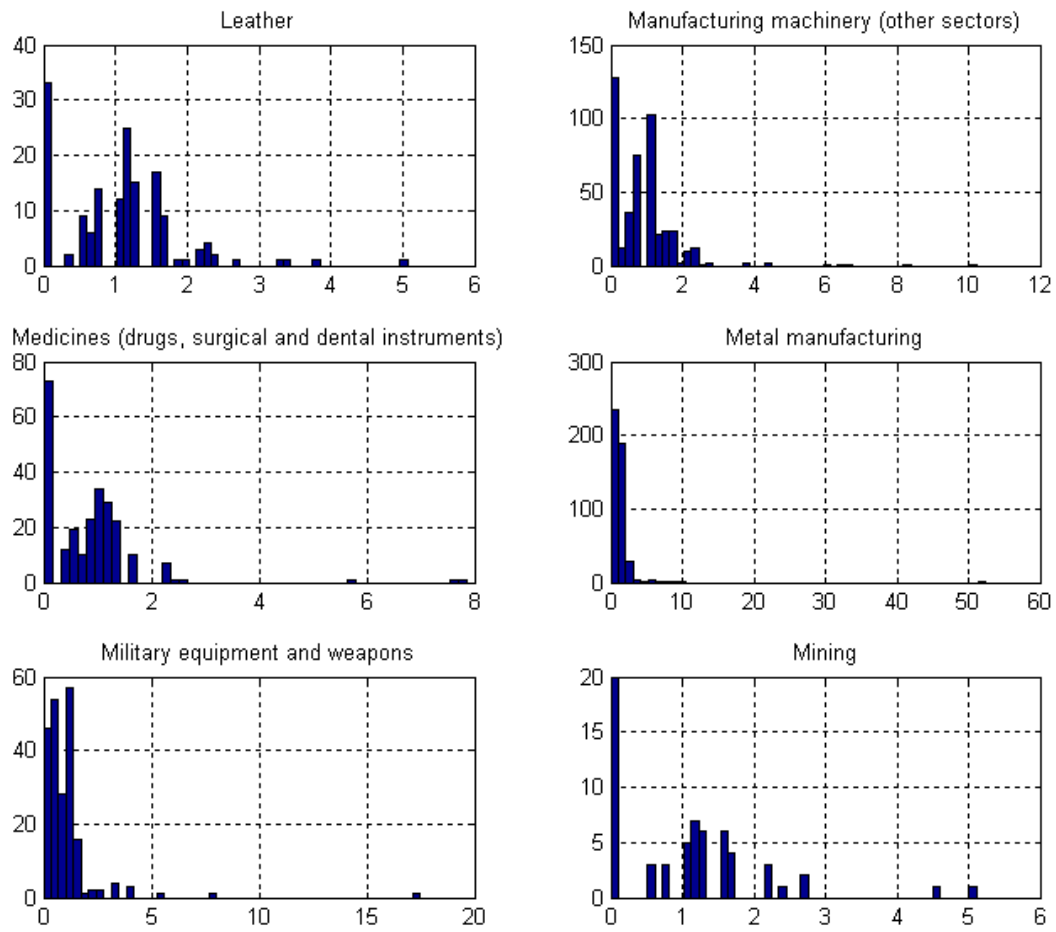 Leather
40
30
20
10
0
0 1 2 3 4 5 6
Manufacturing machinery (other sectors)
150
100
50
0
0 2 4 6 8 10 12
Medicines (drugs, surgical and dental instruments)
80
60
40
20
0
0 2 4 6 8
Metal manufacturing
300
200
100
0
0 10 20 30 40 50 60
Military equipment and weapons
60
40
20
0
0 5 10 15 20
Mining
20
15
10
5
0
0 1 2 3 4 5 6